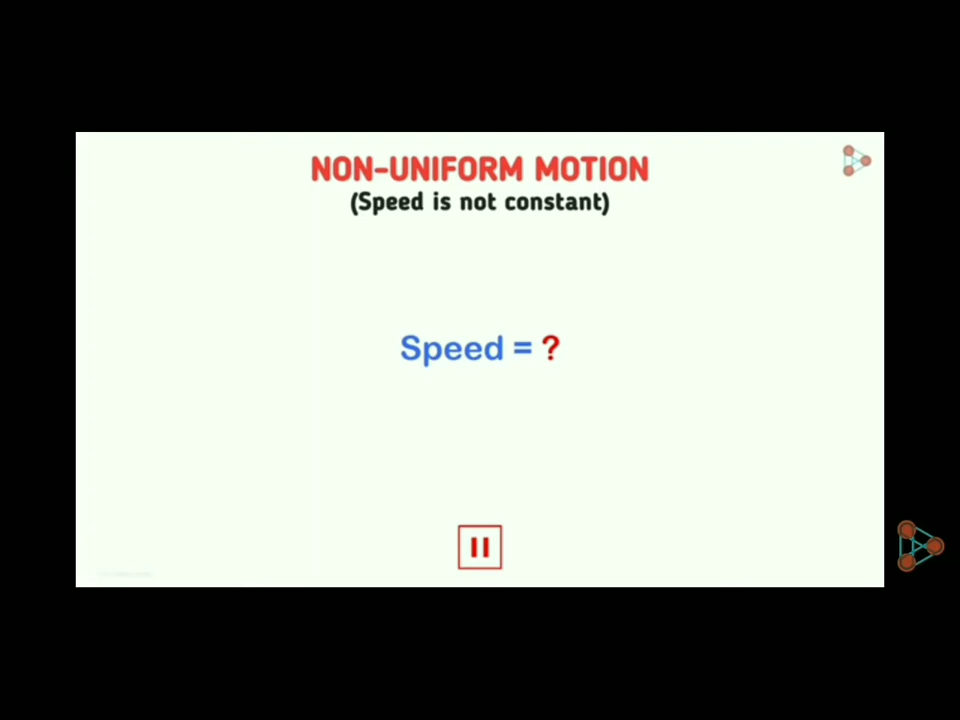 NON-UNIFORM MOTION
(Speed is not constant)
Speed = ?